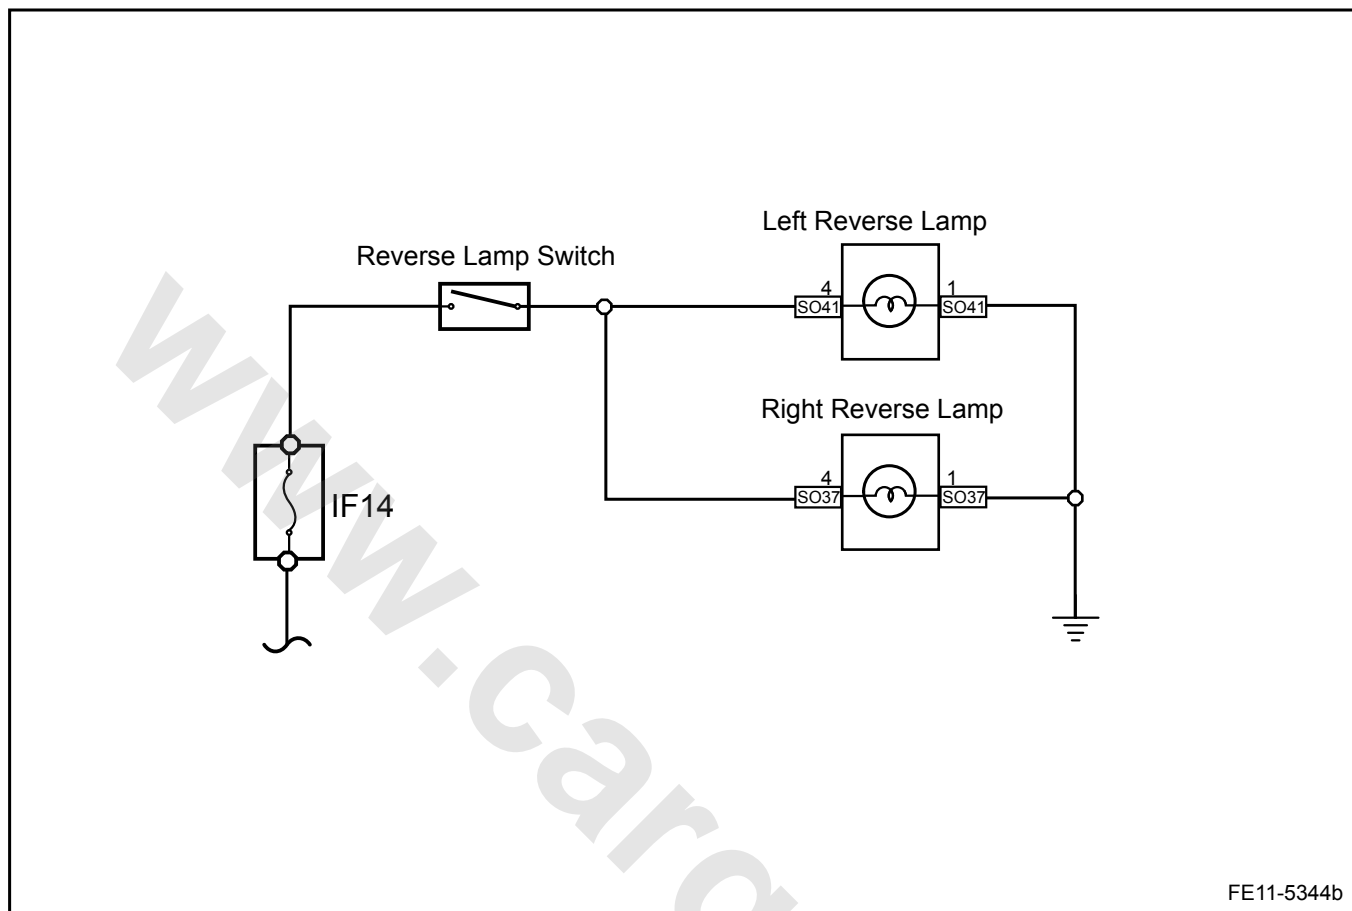 Left Reverse Lamp
Reverse Lamp Switch
4
1
SO41
SO41
Right Reverse Lamp
4
1
SO37
SO37
IF14
www.carg
FE11-5344b